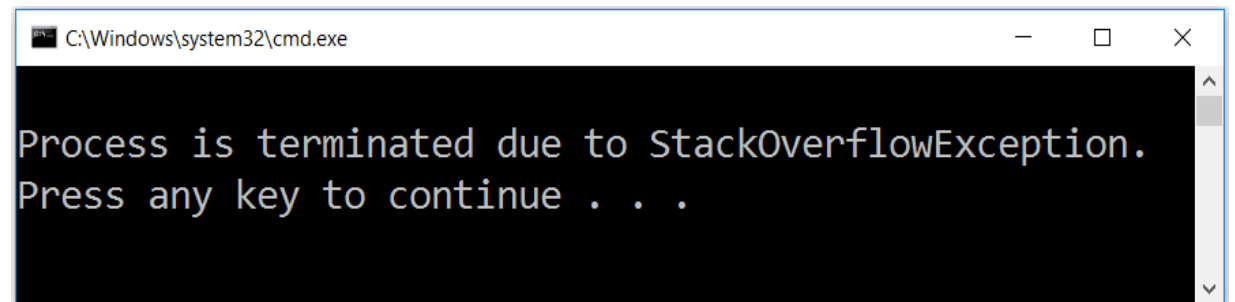 C:\Windows\system32\cmd.exe
Process is terminated due to StackOverflowException.
Press any key to continue . . .